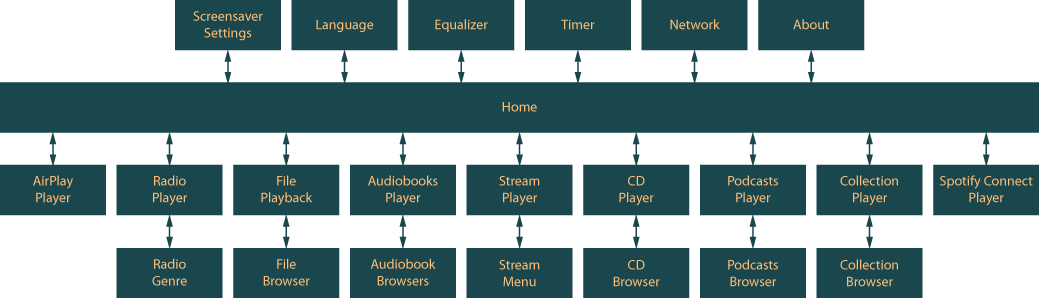 Screensaver
Settings
Language
Equalizer
Timer
Network
About
Home
AirPlay
Player
Radio
Player
File
Playback
Audiobooks
Player
Stream
Player
CD
Player
Podcasts
Player
Collection
Player
Spotify Connect
Player
Radio
Genre
File
Browser
Audiobook
Browsers
Stream
Menu
CD
Browser
Podcasts
Browser
Collection
Browser